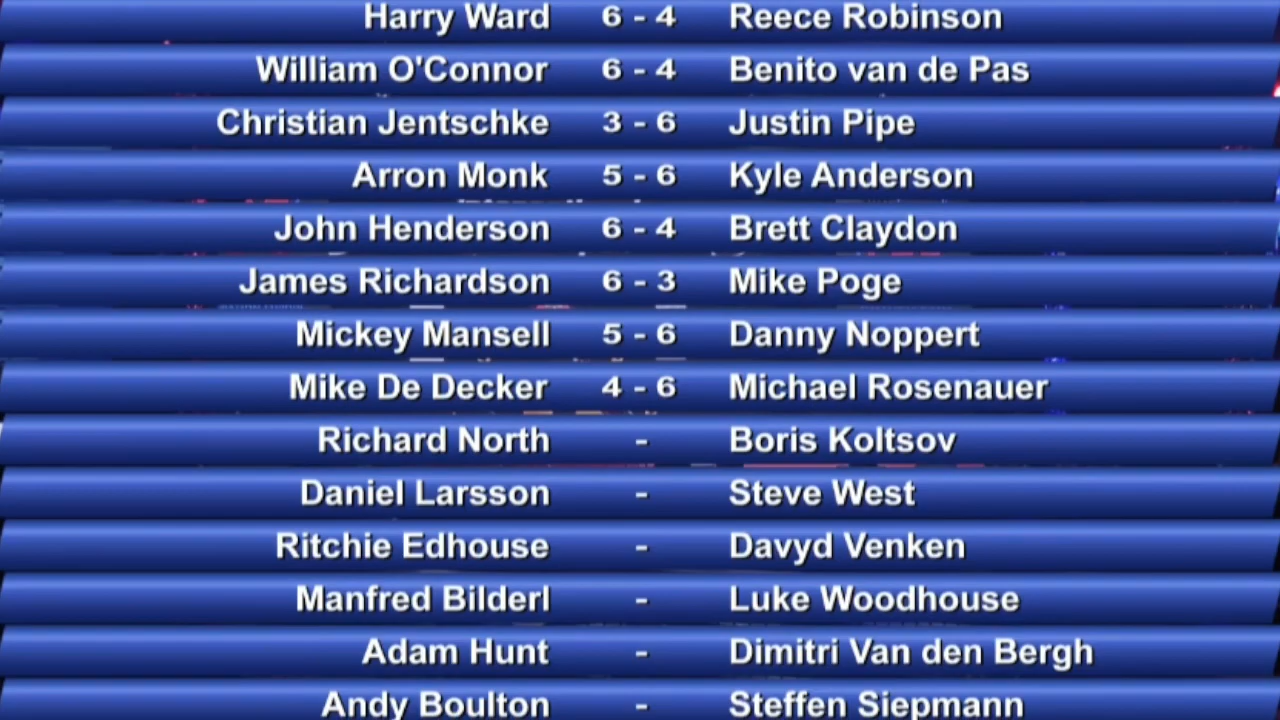 Harry Ward 6 - 4 Reece Robinson
William O'Connor 6 - 4 Benito van de Pas
Christian Jentschke 3 - 6 Justin Pipe
Arron Monk 5 - 6 Kyle Anderson
John Henderson 6 - 4 Brett Claydon
James Richardson 6 - 3 Mike Poge
Mickey Mansell 5 - 6 Danny Noppert
Mike De Decker 4 - 6 Michael Rosenauer
Richard North - Boris Koltsov
Daniel Larsson - Steve West
Ritchie Edhouse - Davyd Venken
Manfred Bilderl - Luke Woodhouse
Adam Hunt - Dimitri Van den Bergh
Andy Boulton - Steffen Siepmann